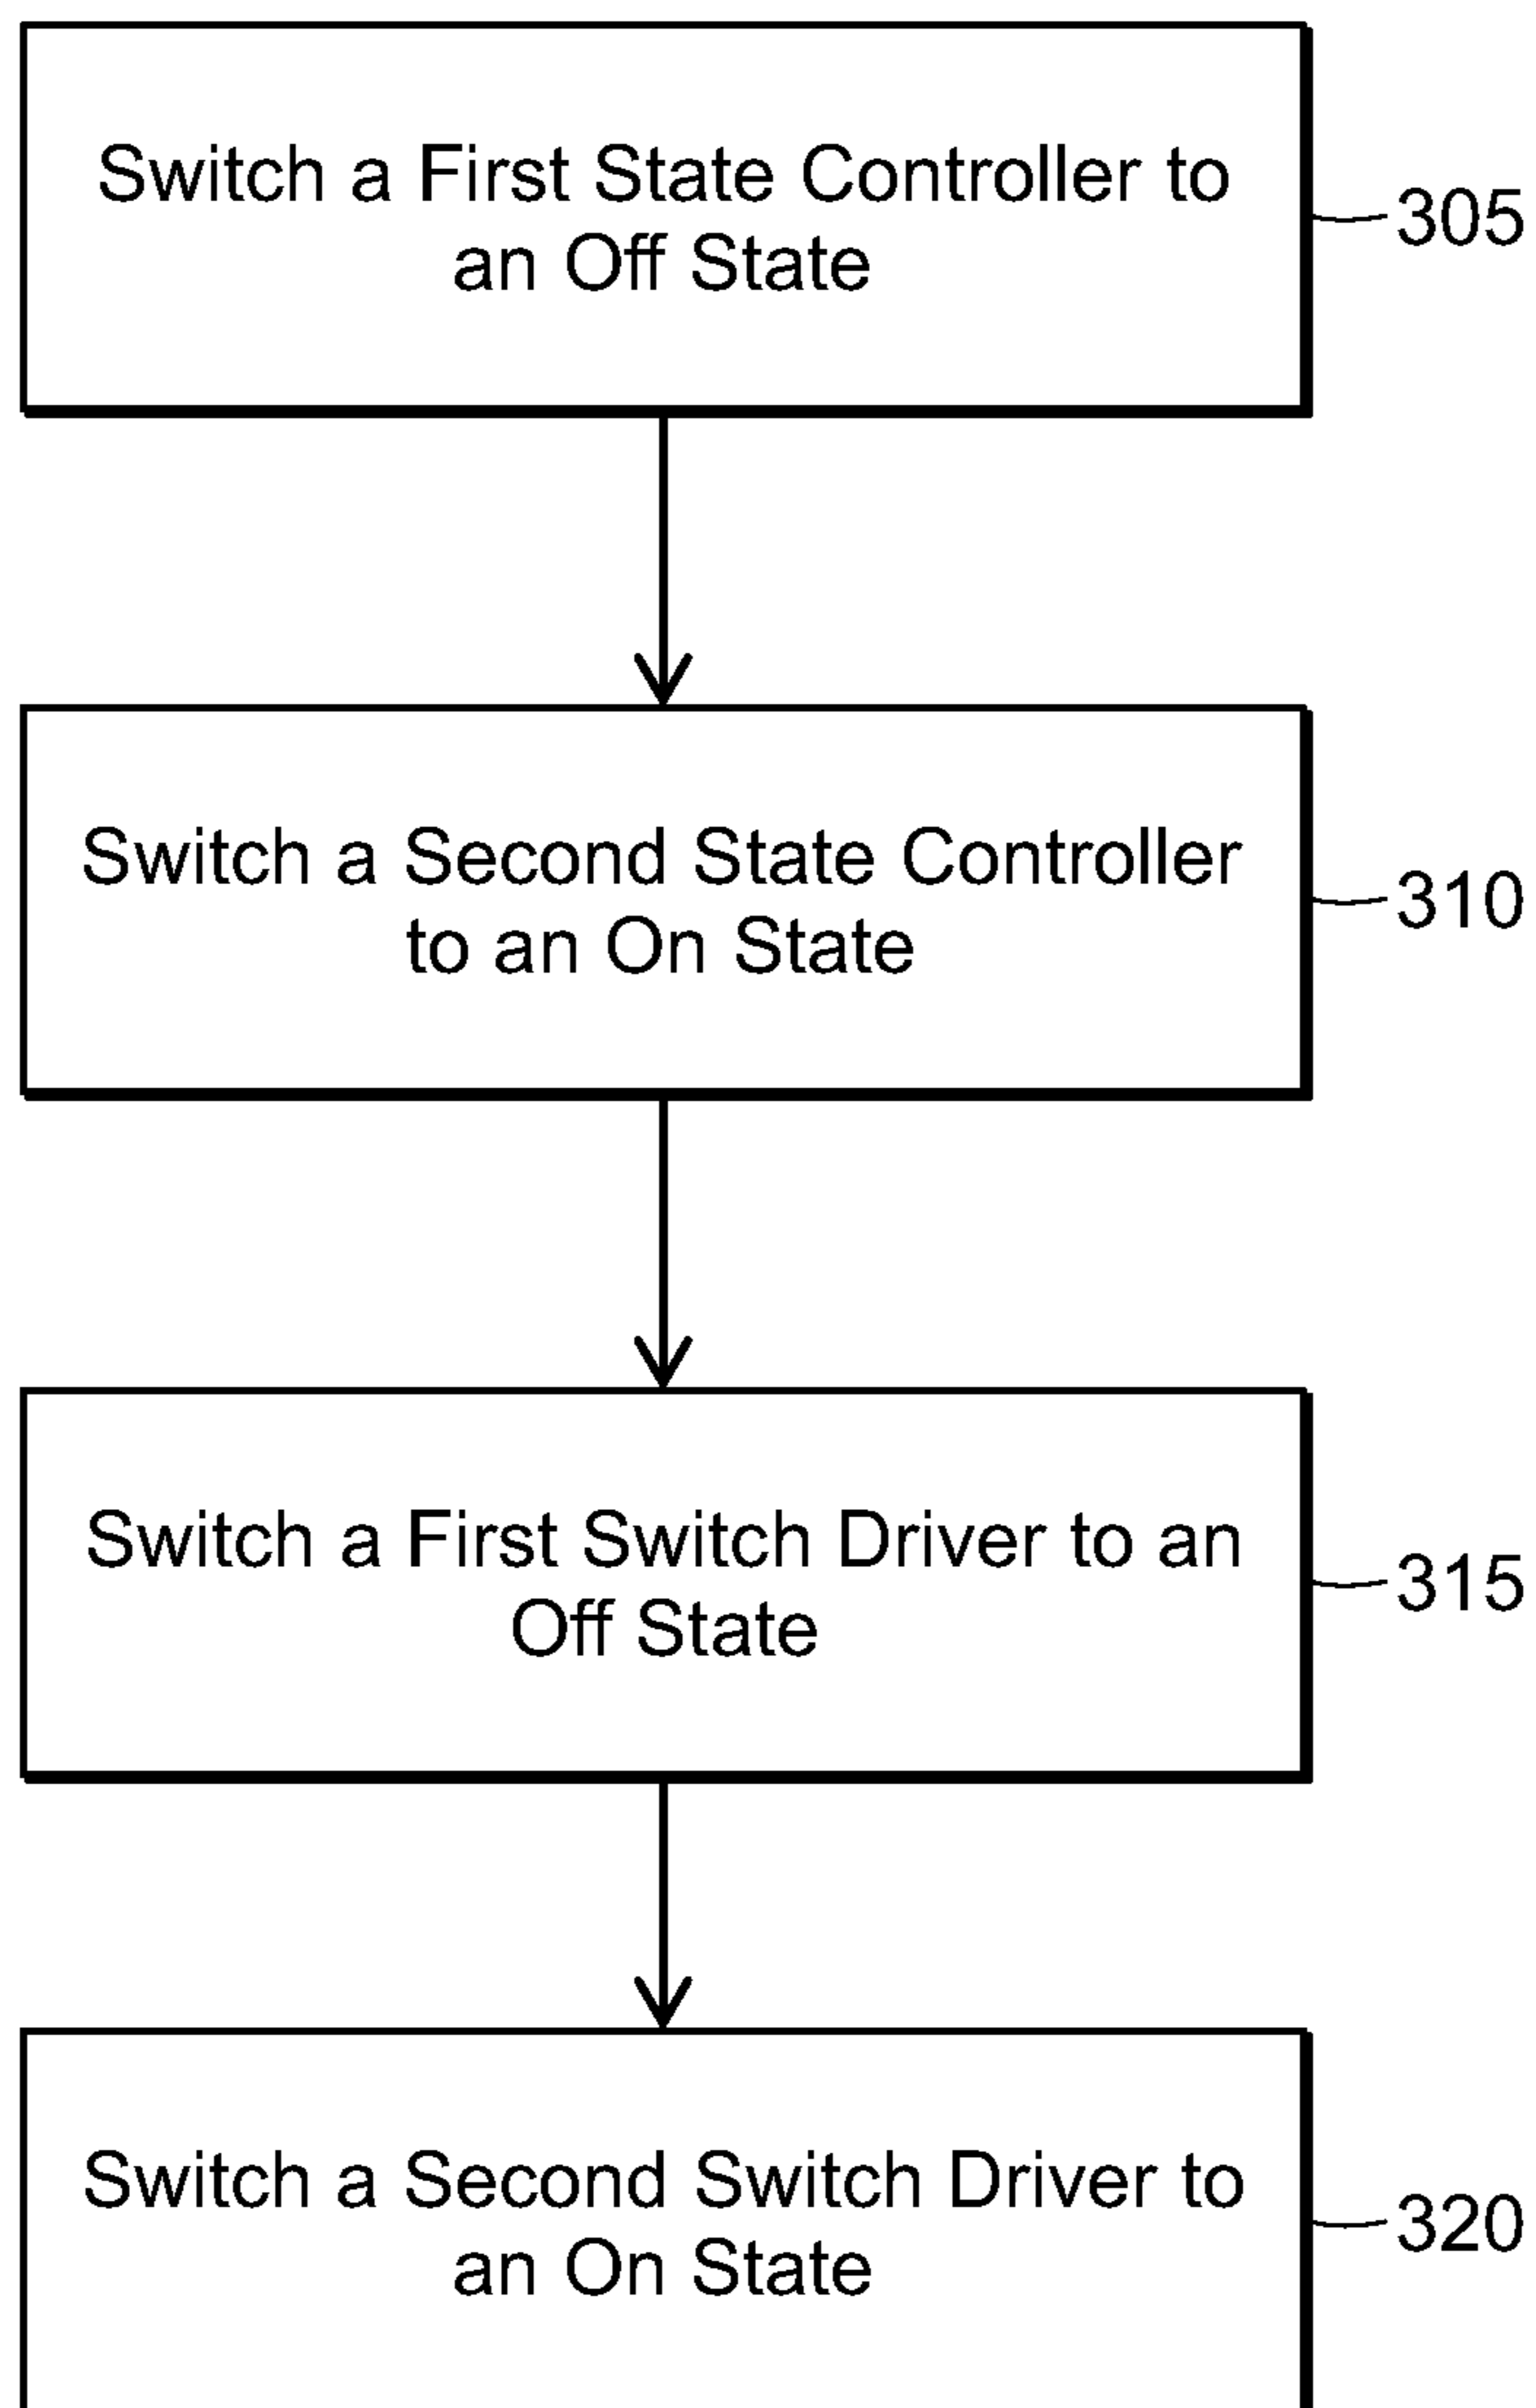 Switch a First State Controller to
an Off State
305
Switch a Second State Controller
to an On State
310
Switch a First Switch Driver to an
Off State
315
Switch a Second Switch Driver to
an On State
320